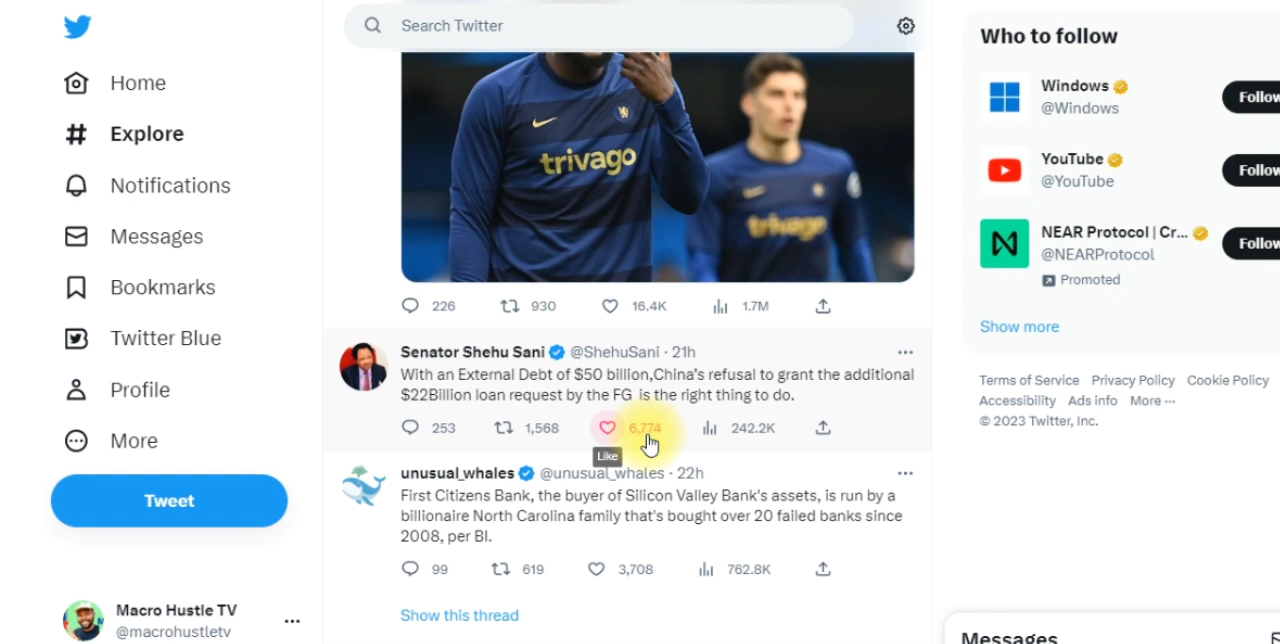 Search Twitter
Home
Explore
Notifications
Messages
Bookmarks
Twitter Blue
Profile
More
Tweet
Macro Hustle TV
@macrohustletv
trivago
trivago
226 930 16.4K 1.7M
Senator Shehu Sani @ShehuSani · 21h
With an External Debt of $50 billion,China's refusal to grant the additional
$22Billion loan request by the FG is the right thing to do.
253 1,568 6,774 242.2K
Like
unusual_whales @unusual_whales · 22h
First Citizens Bank, the buyer of Silicon Valley Bank's assets, is run by a
billionaire North Carolina family that's bought over 20 failed banks since
2008, per BI.
99 619 3,708 762.8K
Show this thread
Who to follow
Windows
@Windows
Follow
YouTube
@YouTube
Follow
NEAR Protocol | Cr...
@NEARProtocol
Follow
Promoted
Show more
Terms of Service Privacy Policy Cookie Policy
Accessibility Ads info More ···
© 2023 Twitter, Inc.
Messages